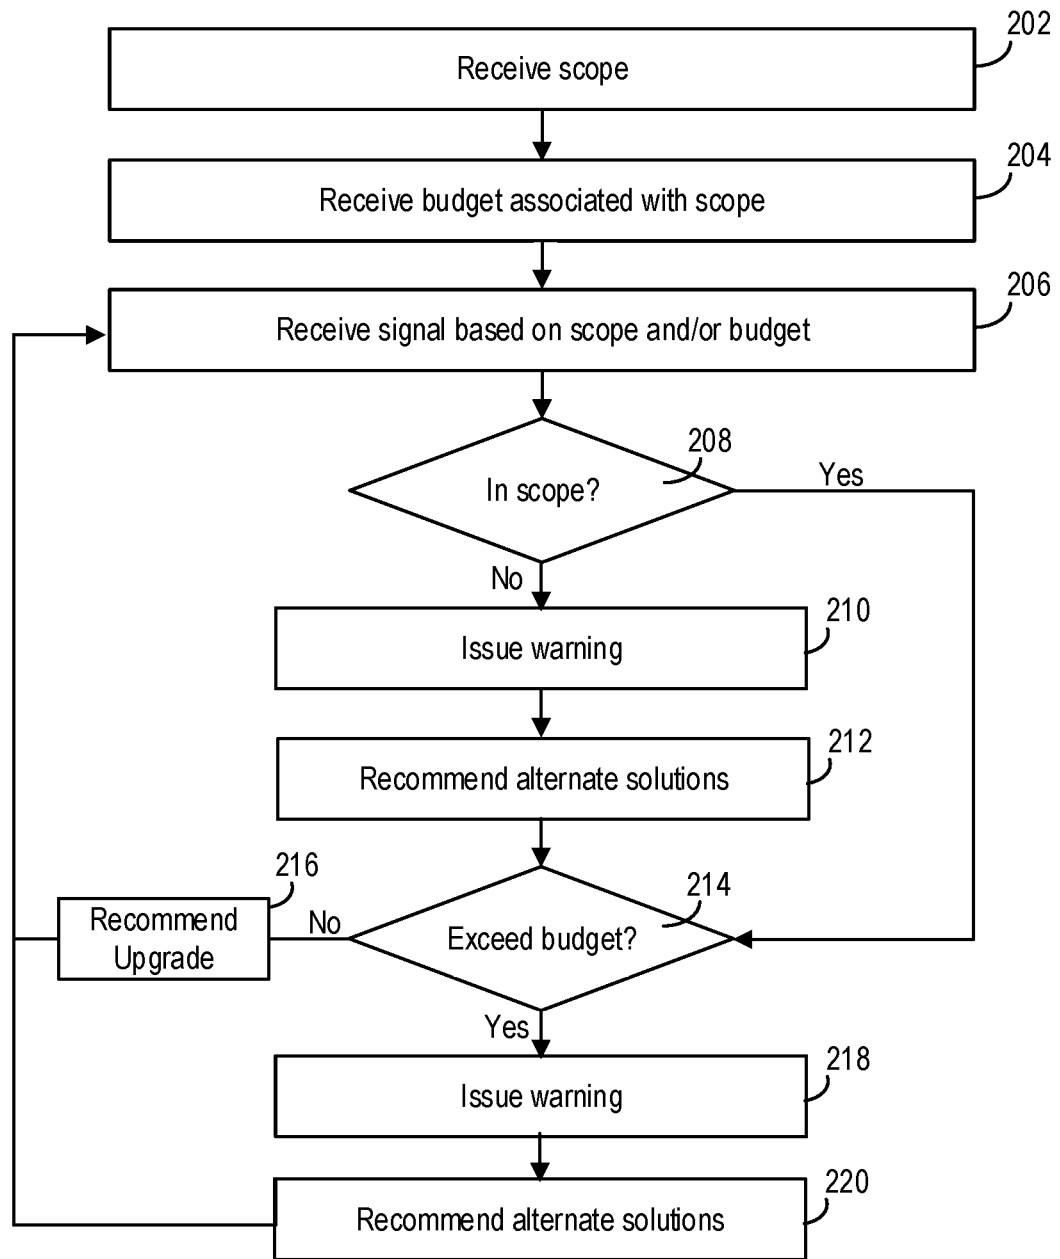 202
Receive scope
204
Receive budget associated with scope
206
Receive signal based on scope and/or budget
208
In scope?
Yes
No
210
Issue warning
212
Recommend alternate solutions
216
214
Recommend
Upgrade
No
Exceed budget?
Yes
218
Issue warning
220
Recommend alternate solutions